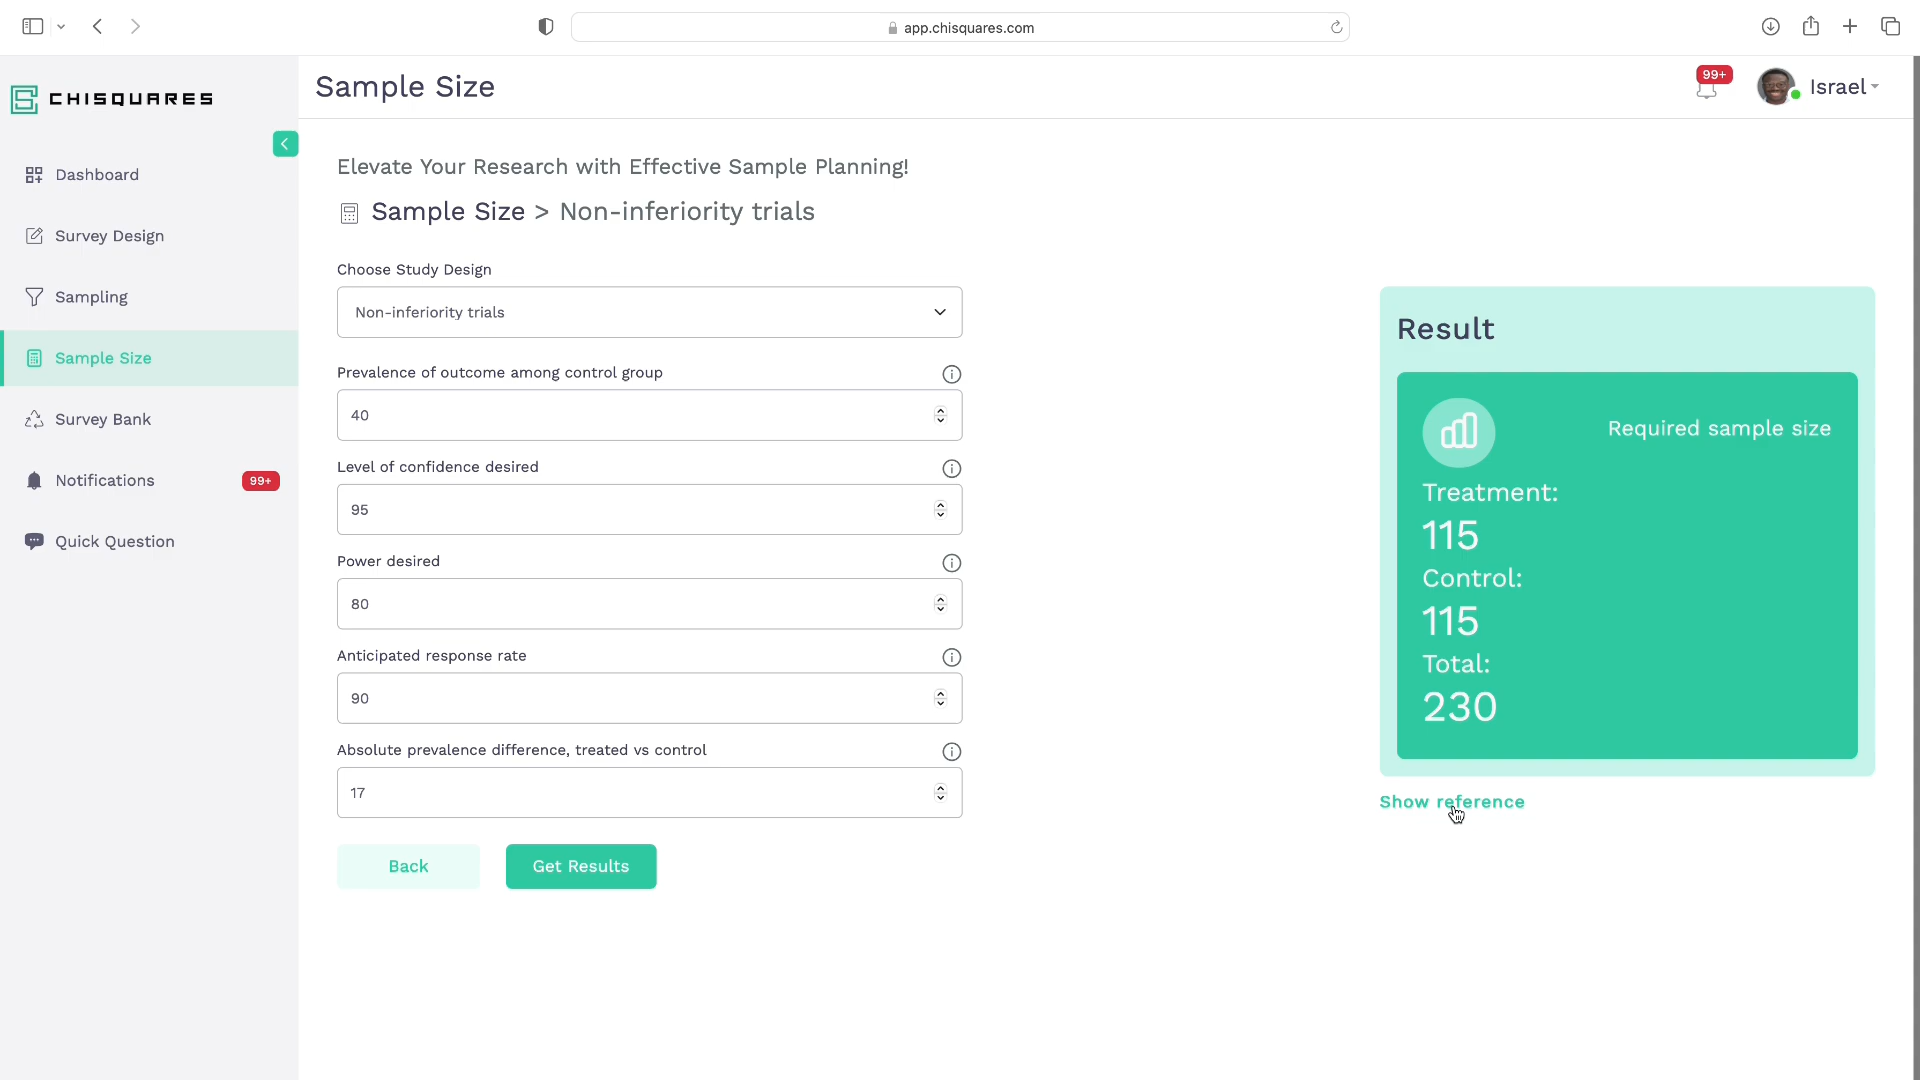 app.chisquares.com
CHISQUARES
Sample Size
99+
Israel
Dashboard
Survey Design
Sampling
Sample Size
Survey Bank
Notifications
99+
Quick Question
Elevate Your Research with Effective Sample Planning!
Sample Size > Non-inferiority trials
Choose Study Design
Non-inferiority trials
Prevalence of outcome among control group
40
Level of confidence desired
95
Power desired
80
Anticipated response rate
90
Absolute prevalence difference, treated vs control
17
Back
Get Results
Result
Required sample size
Treatment:
115
Control:
115
Total:
230
Show reference